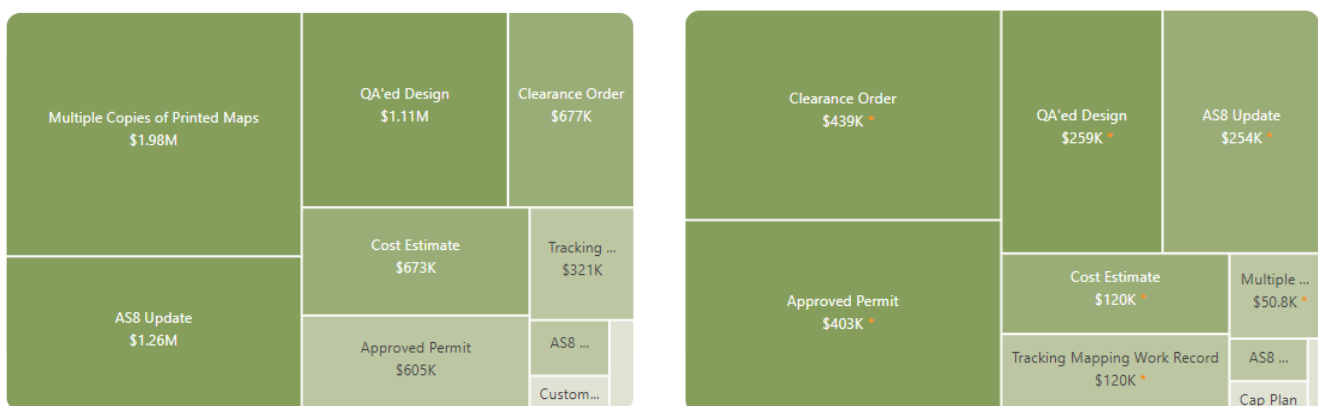 Multiple Copies of Printed Maps
$1.98M
AS8 Update
$1.26M
QA'ed Design
$1.11M
Clearance Order
$677K
Cost Estimate
$673K
Tracking ...
$321K
Approved Permit
$605K
AS8 ...
Custom...
Clearance Order
$439K *
Approved Permit
$403K *
QA'ed Design
$259K *
AS8 Update
$254K *
Cost Estimate
$120K *
Multiple ...
$50.8K *
Tracking Mapping Work Record
$120K *
AS8 ...
Cap Plan